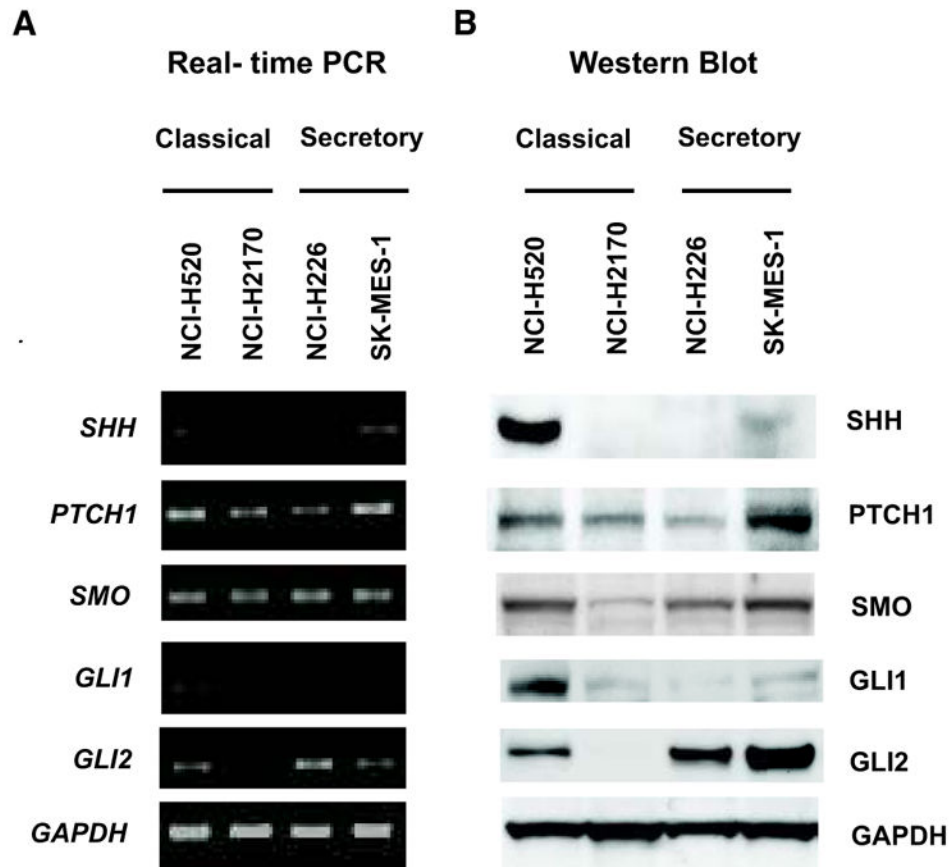 A
B
Real- time PCR
Western Blot
Classical
Secretory
Classical
Secretory
NCI-H520
NCI-H2170
NCI-H226
SK-MES-1
NCI-H520
NCI-H2170
NCI-H226
SK-MES-1
SHH
SHH
PTCH1
PTCH1
SMO
SMO
GLI1
GLI1
GLI2
GLI2
GAPDH
GAPDH